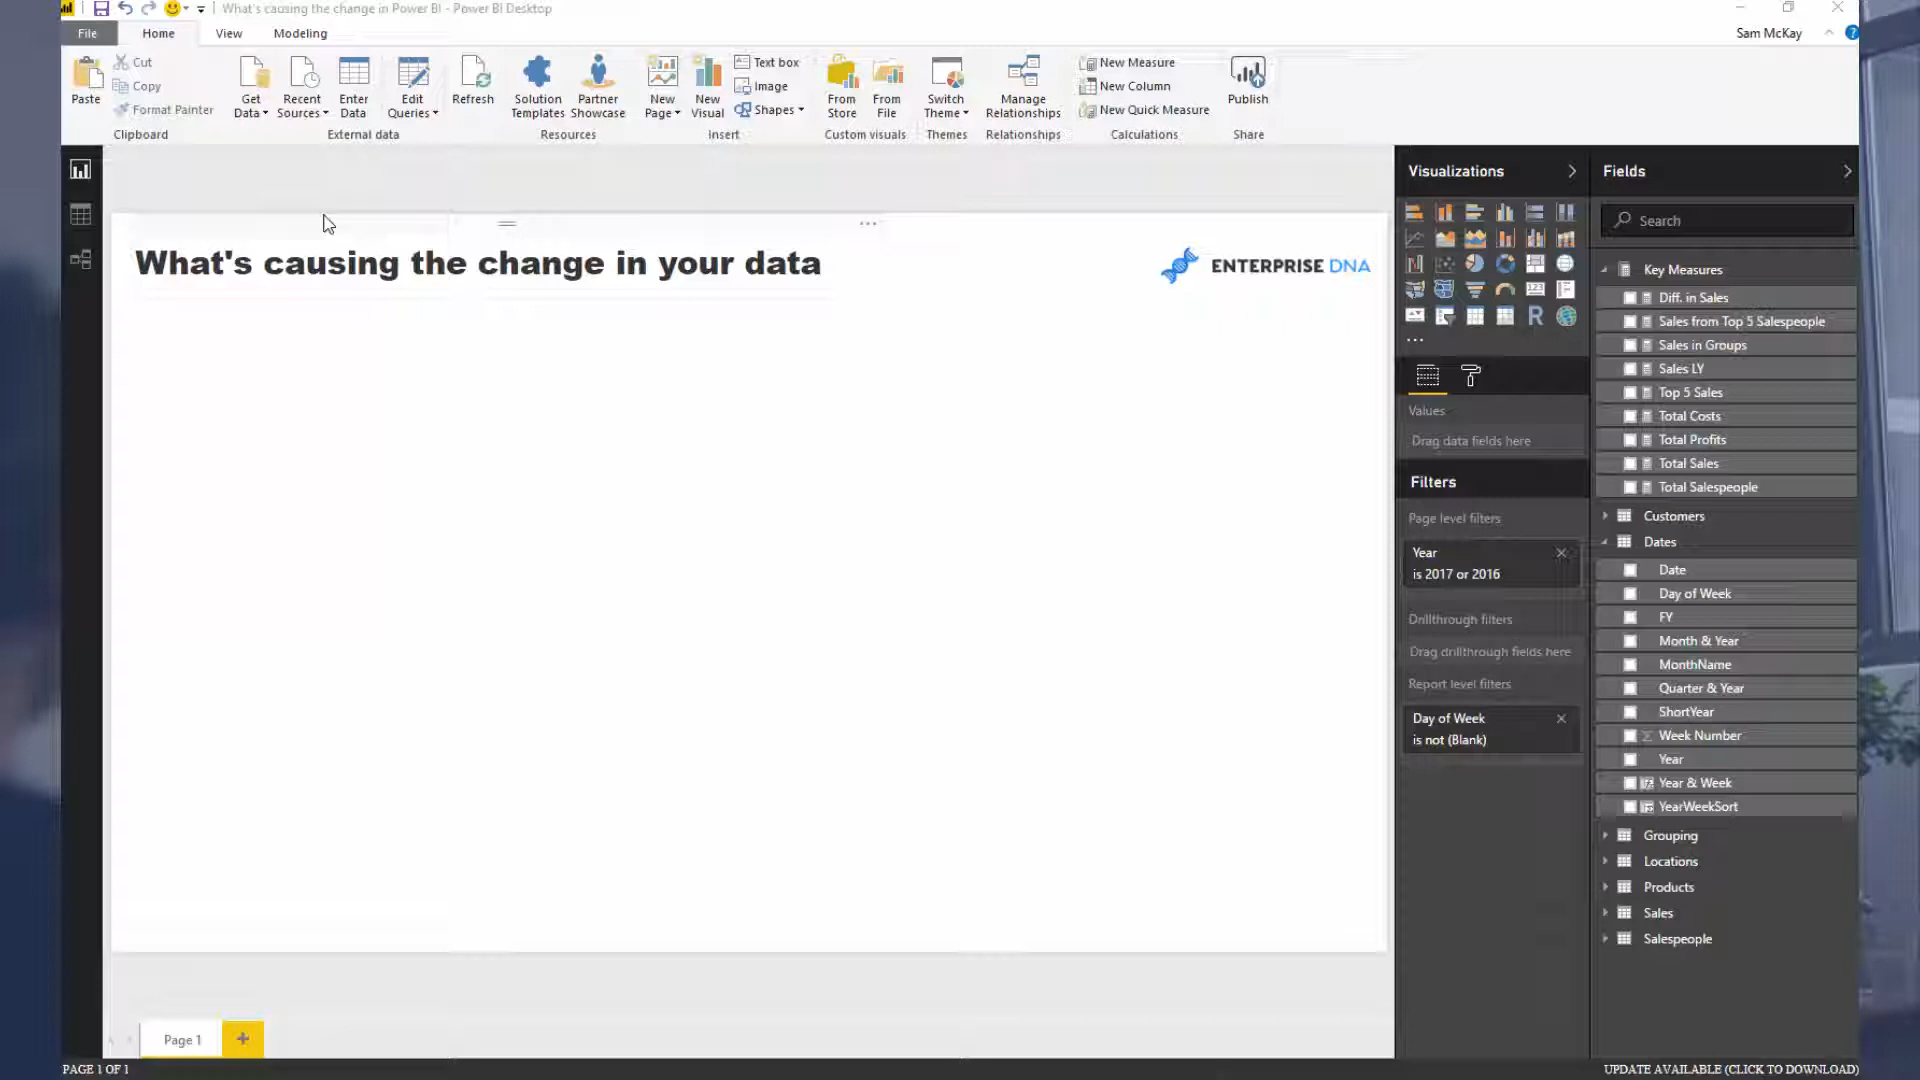 What's causing the change in Power BI - Power BI Desktop
File
Home
View
Modeling
Sam McKay
?
Paste
Cut
Copy
Format Painter
Clipboard
Get
Data
Recent
Sources
Enter
Data
Edit
Queries
External data
Refresh
Solution
Templates
Partner
Showcase
Resources
New
Page
New
Visual
Text box
Image
Shapes
Insert
From
Store
From
File
Custom visuals
Switch
Theme
Themes
Manage
Relationships
Relationships
New Measure
New Column
New Quick Measure
Calculations
Publish
Share
What's causing the change in your data
ENTERPRISE DNA
Visualizations
123
R
Values
Drag data fields here
Filters
Page level filters
Year
is 2017 or 2016
Drillthrough filters
Drag drillthrough fields here
Report level filters
Day of Week
is not (Blank)
Fields
Search
Key Measures
Diff. in Sales
Sales from Top 5 Salespeople
Sales in Groups
Sales LY
Top 5 Sales
Total Costs
Total Profits
Total Sales
Total Salespeople
Customers
Dates
Date
Day of Week
FY
Month & Year
MonthName
Quarter & Year
ShortYear
Week Number
Year
Year & Week
YearWeekSort
Grouping
Locations
Products
Sales
Salespeople
Page 1
PAGE 1 OF 1
UPDATE AVAILABLE (CLICK TO DOWNLOAD)